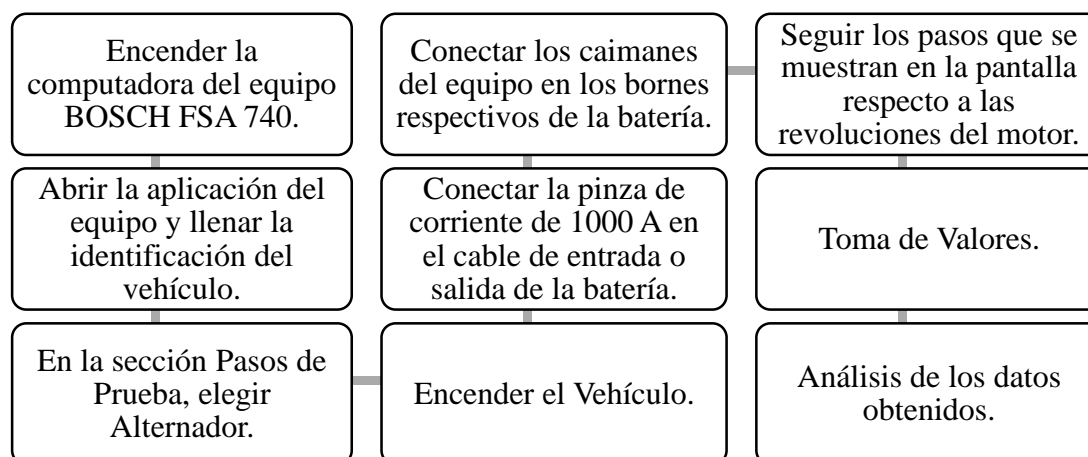 Encender la
computadora del equipo
BOSCH FSA 740.
Abrir la aplicación del
equipo y llenar la
identificación del
vehículo.
En la sección Pasos de
Prueba, elegir
Alternador.
Encender el Vehículo.
Conectar la pinza de
corriente de 1000 A en
el cable de entrada o
salida de la batería.
Conectar los caimanes
del equipo en los bornes
respectivos de la batería.
Seguir los pasos que se
muestran en la pantalla
respecto a las
revoluciones del motor.
Toma de Valores.
Análisis de los datos
obtenidos.